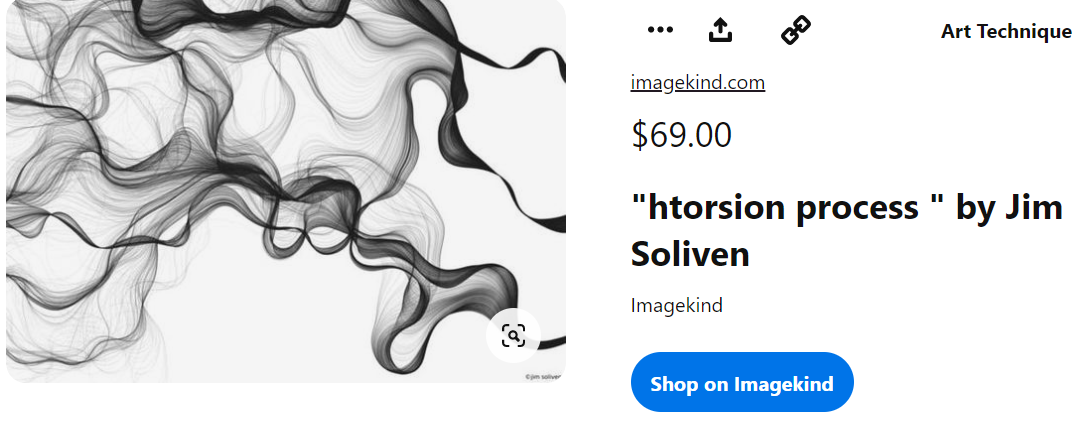 Art Technique
imagekind.com
$69.00
"htorsion process " by Jim
Soliven
Imagekind
Shop on Imagekind
©jim soliven